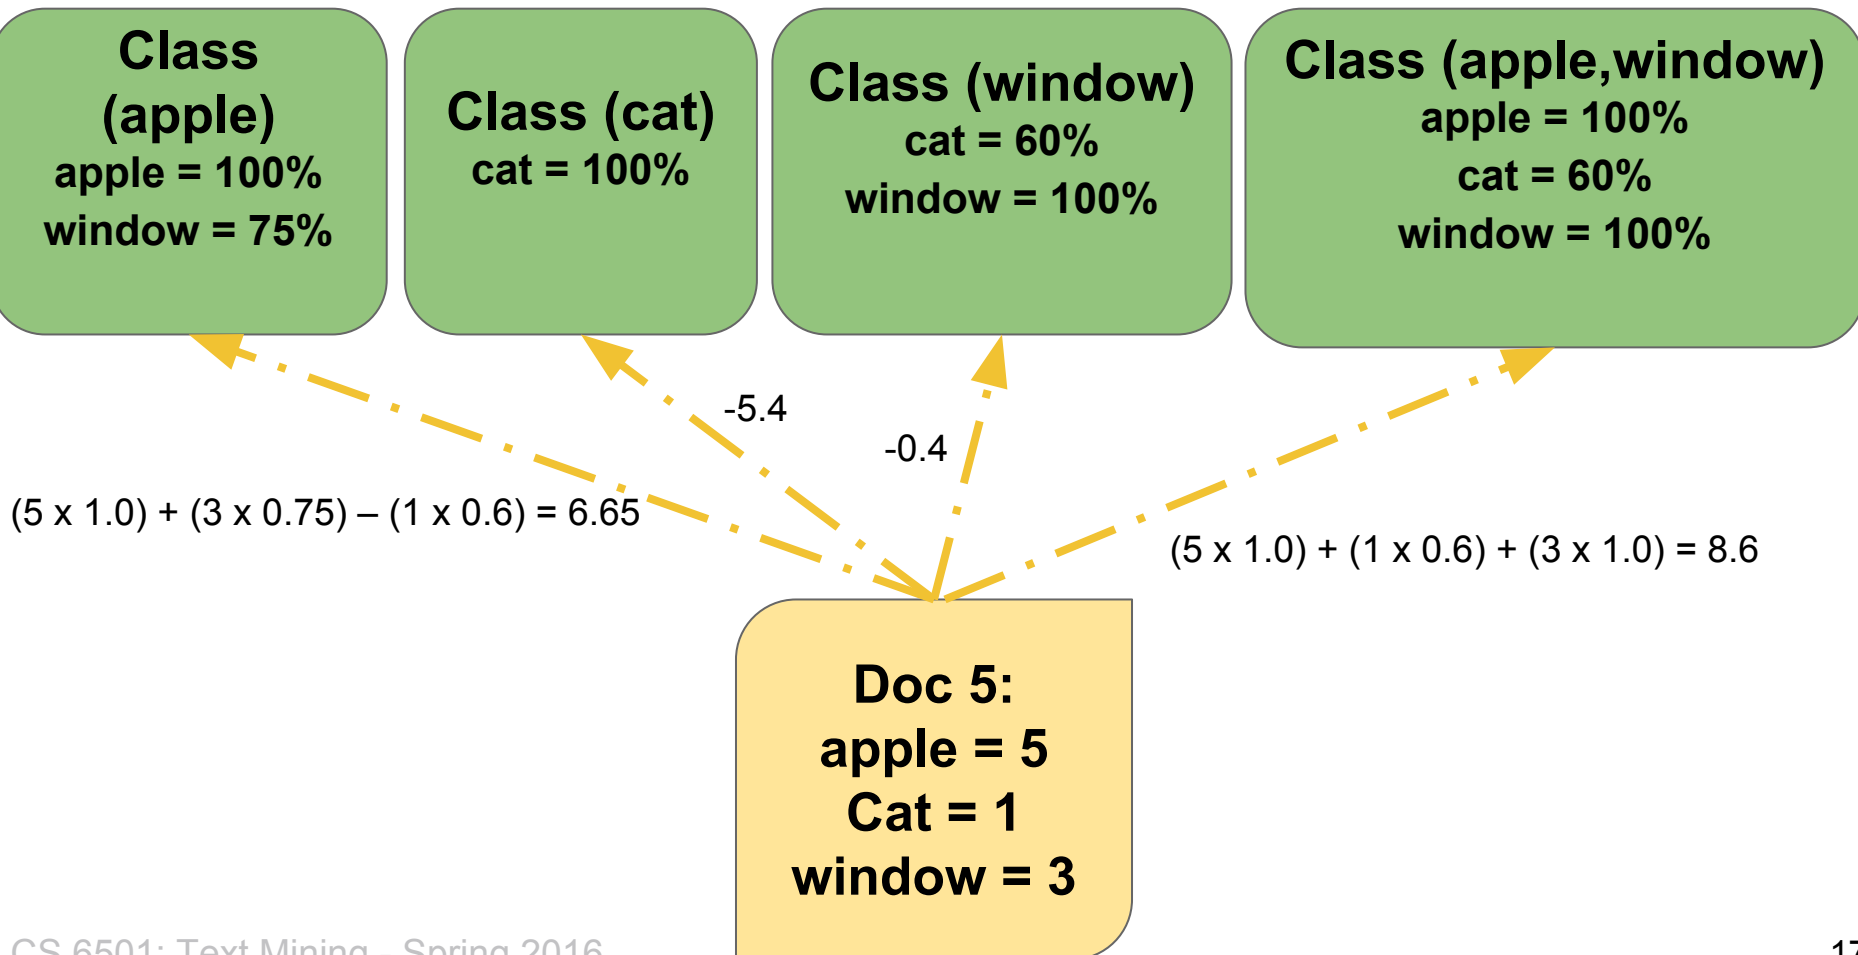 Class
(apple)
apple = 100%
window = 75%
Class (cat)
cat = 100%
Class (window)
cat = 60%
window = 100%
Class (apple,window)
apple = 100%
cat = 60%
window = 100%
-5.4
-0.4
(5 x 1.0) + (3 x 0.75) – (1 x 0.6) = 6.65
(5 x 1.0) + (1 x 0.6) + (3 x 1.0) = 8.6
Doc 5:
apple = 5
Cat = 1
window = 3
CS 6501: Text Mining - Spring 2016
17